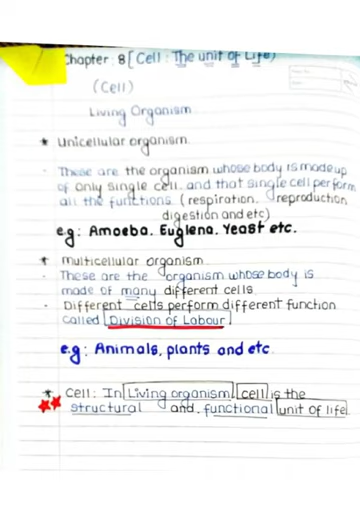 Chapter : 8 [Cell : The unit of Life)
(Cell)
Living Organism
★ Unicellular organism.
- These are the organism whose body is madeup
of only single cell. and that single cell perform
all the functions. (respiration. reproduction
digestion and etc)
e.g: Amoeba. Euglena. Yeast etc.
★ multicellular organism
- These are the organism whose body is
made of many different cells
- Different cells perform different function
called Division of Labour
e.g: Animals, plants and etc
★ Cell: In Living organism cell is the
structural and. functional unit of life.